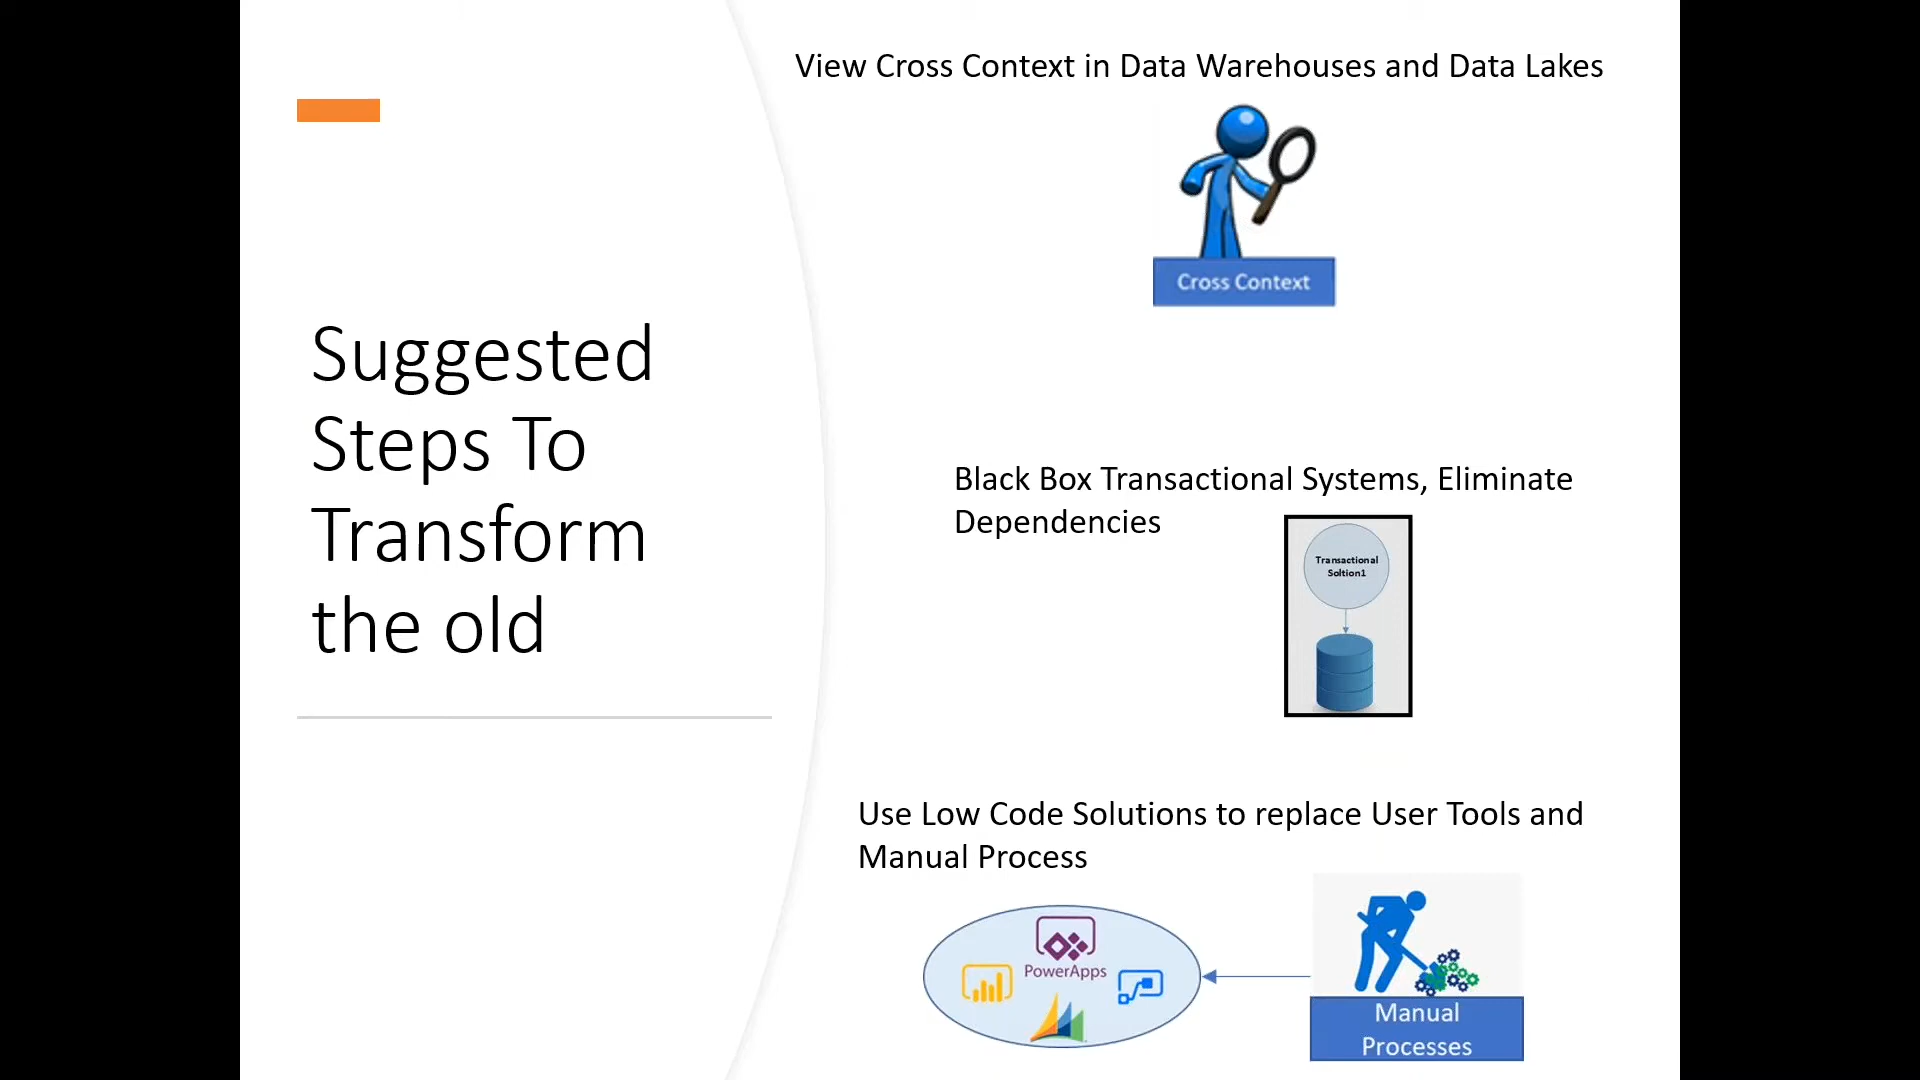 Suggested
Steps To
Transform
the old
View Cross Context in Data Warehouses and Data Lakes
Cross Context
Black Box Transactional Systems, Eliminate
Dependencies
Transactional
Soltion1
Use Low Code Solutions to replace User Tools and
Manual Process
PowerApps
Manual
Processes